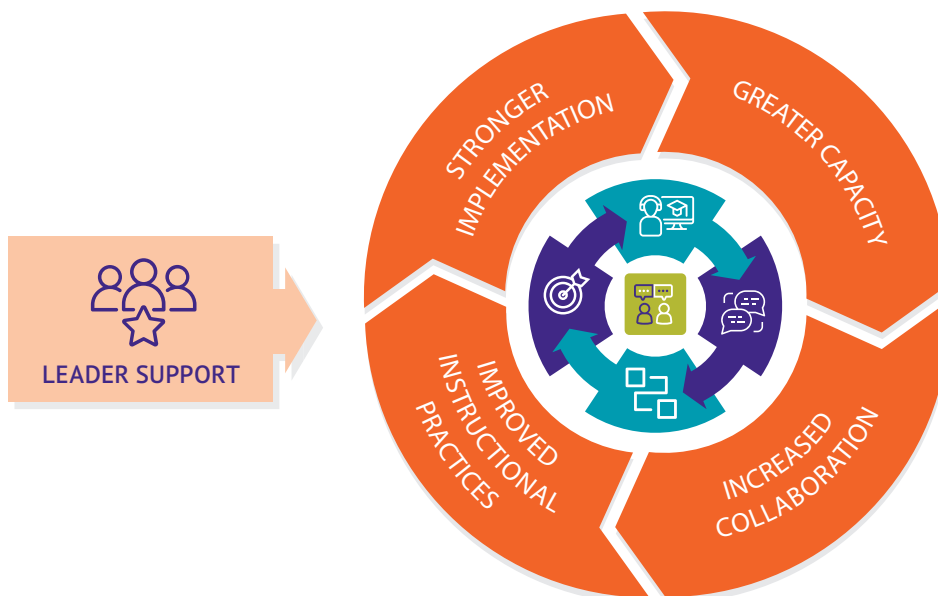 STRONGER
IMPLEMENTATION
GREATER CAPACITY
LEADER SUPPORT
IMPROVED
INSTRUCTIONAL
PRACTICES
INCREASED
COLLABORATION